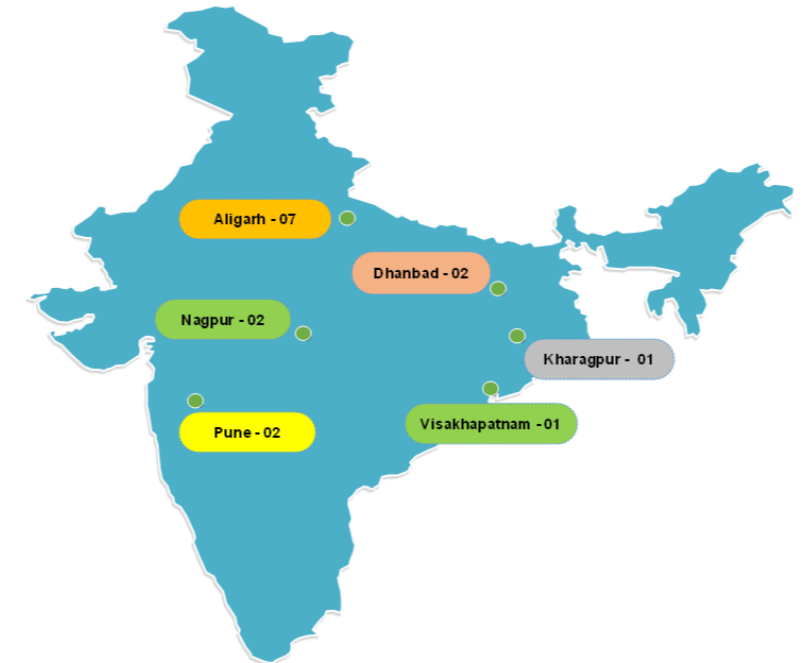 Aligarh - 07
Dhanbad - 02
Nagpur - 02
Kharagpur - 01
Visakhapatnam - 01
Pune - 02